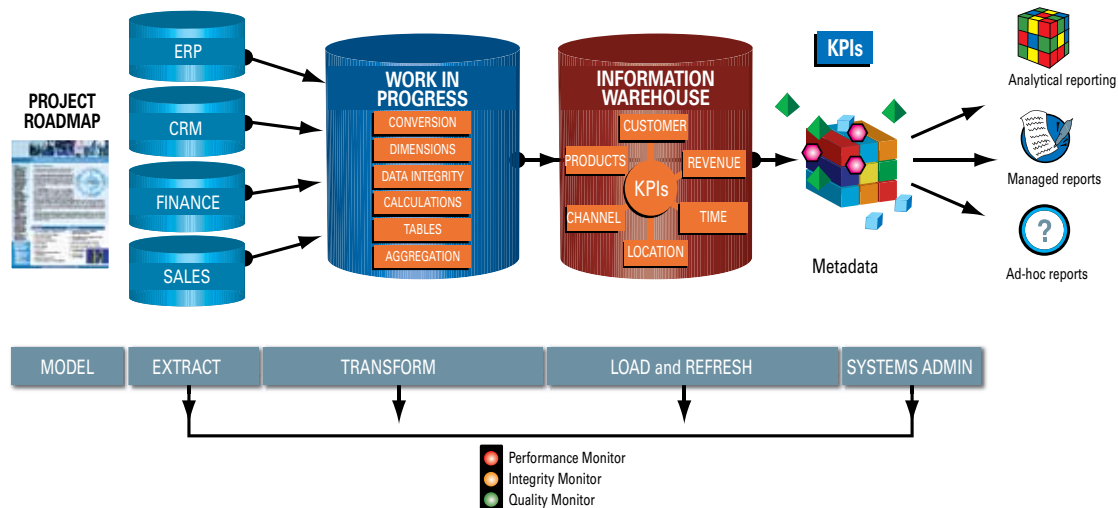 PROJECT
ROADMAP
ERP
CRM
FINANCE
SALES
WORK IN
PROGRESS
CONVERSION
DIMENSIONS
DATA INTEGRITY
CALCULATIONS
TABLES
AGGREGATION
INFORMATION
WAREHOUSE
CUSTOMER
PRODUCTS
REVENUE
KPIs
CHANNEL
TIME
LOCATION
KPIs
Metadata
Analytical reporting
Managed reports
?
Ad-hoc reports
MODEL
EXTRACT
TRANSFORM
LOAD and REFRESH
SYSTEMS ADMIN
Performance Monitor
Integrity Monitor
Quality Monitor